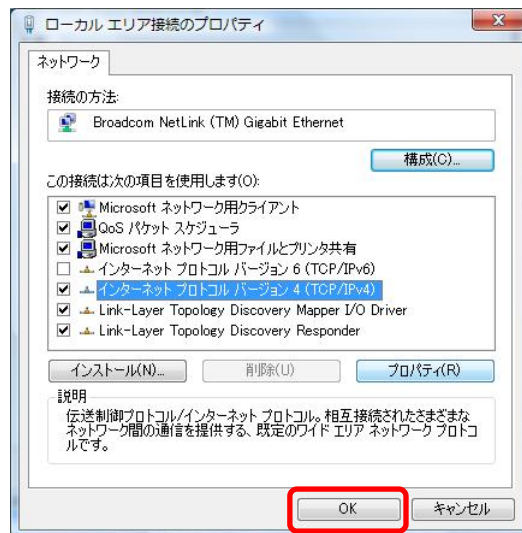 ローカル エリア接続のプロパティ
ネットワーク
接続の方法:
Broadcom NetLink (TM) Gigabit Ethernet
構成(C)...
この接続は次の項目を使用します(O):
Microsoft ネットワーク用クライアント
QoS パケット スケジューラ
Microsoft ネットワーク用ファイルとプリンタ共有
インターネット プロトコル バージョン 6 (TCP/IPv6)
インターネット プロトコル バージョン 4 (TCP/IPv4)
Link-Layer Topology Discovery Mapper I/O Driver
Link-Layer Topology Discovery Responder
インストール(N)... 削除(U) プロパティ(R)
説明
伝送制御プロトコル/インターネット プロトコル。相互接続されたさまざまな
ネットワーク間の通信を提供する、既定のワイド エリア ネットワーク プロトコ
ルです。
OK キャンセル